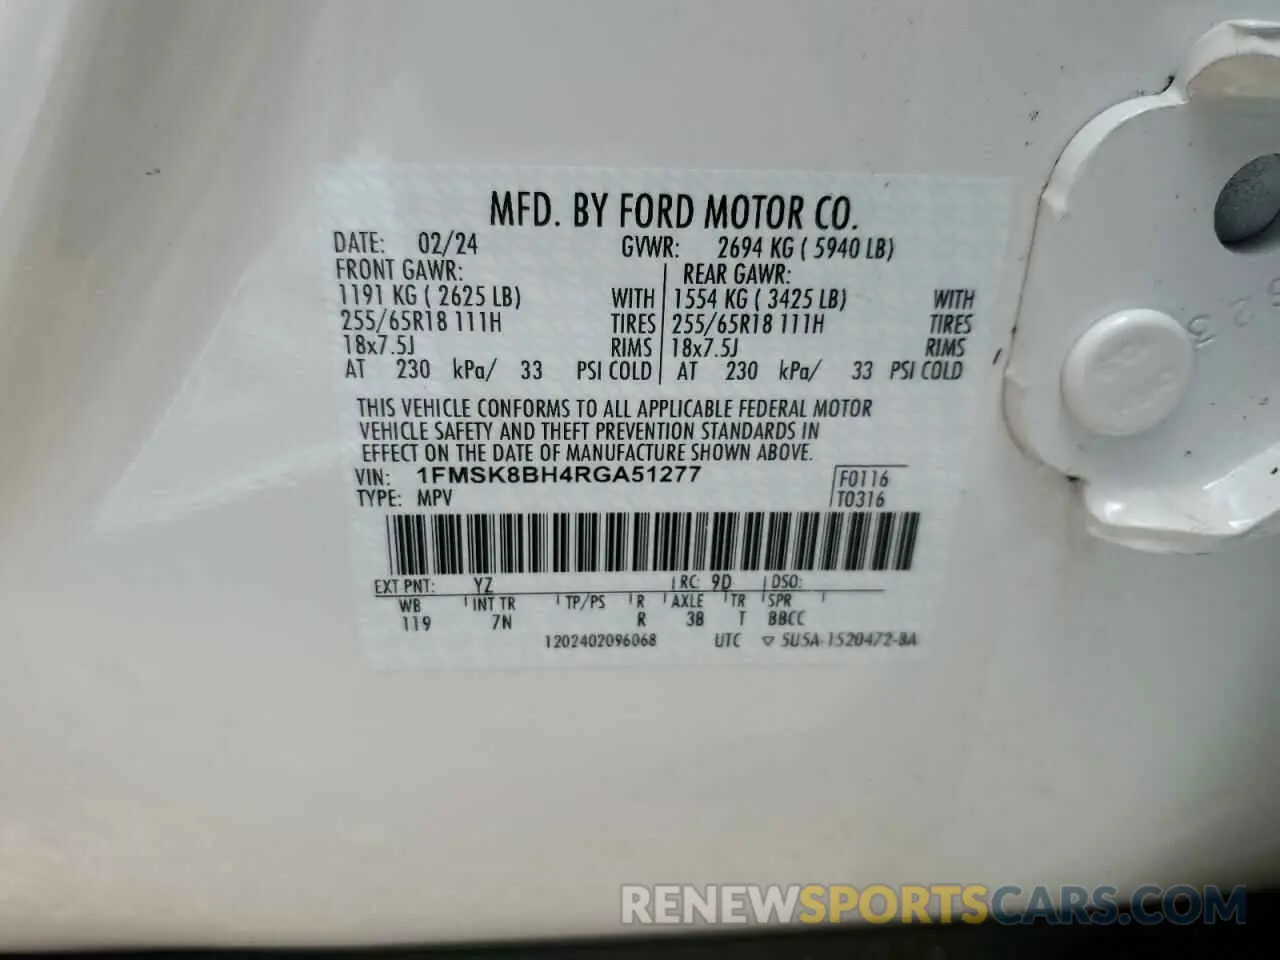 MFD. BY FORD MOTOR CO.
DATE: 02/24 GVWR: 2694 KG ( 5940 LB)
FRONT GAWR: REAR GAWR:
1191 KG ( 2625 LB) WITH 1554 KG ( 3425 LB) WITH
255/65R18 111H TIRES 255/65R18 111H TIRES
18x7.5J RIMS 18x7.5J RIMS
AT 230 kPa/ 33 PSI COLD AT 230 kPa/ 33 PSI COLD
THIS VEHICLE CONFORMS TO ALL APPLICABLE FEDERAL MOTOR
VEHICLE SAFETY AND THEFT PREVENTION STANDARDS IN
EFFECT ON THE DATE OF MANUFACTURE SHOWN ABOVE.
VIN: 1FMSK8BH4RGA51277 F0116
TYPE: MPV T0316
EXT PNT: YZ RC: 9D DSO:
WB INT TR TP/PS R AXLE TR SPR
119 7N R 3B T BBCC
1202402096068 UTC ▽ 5U5A-1520472-BA
RENEWSPORTSCARS.COM